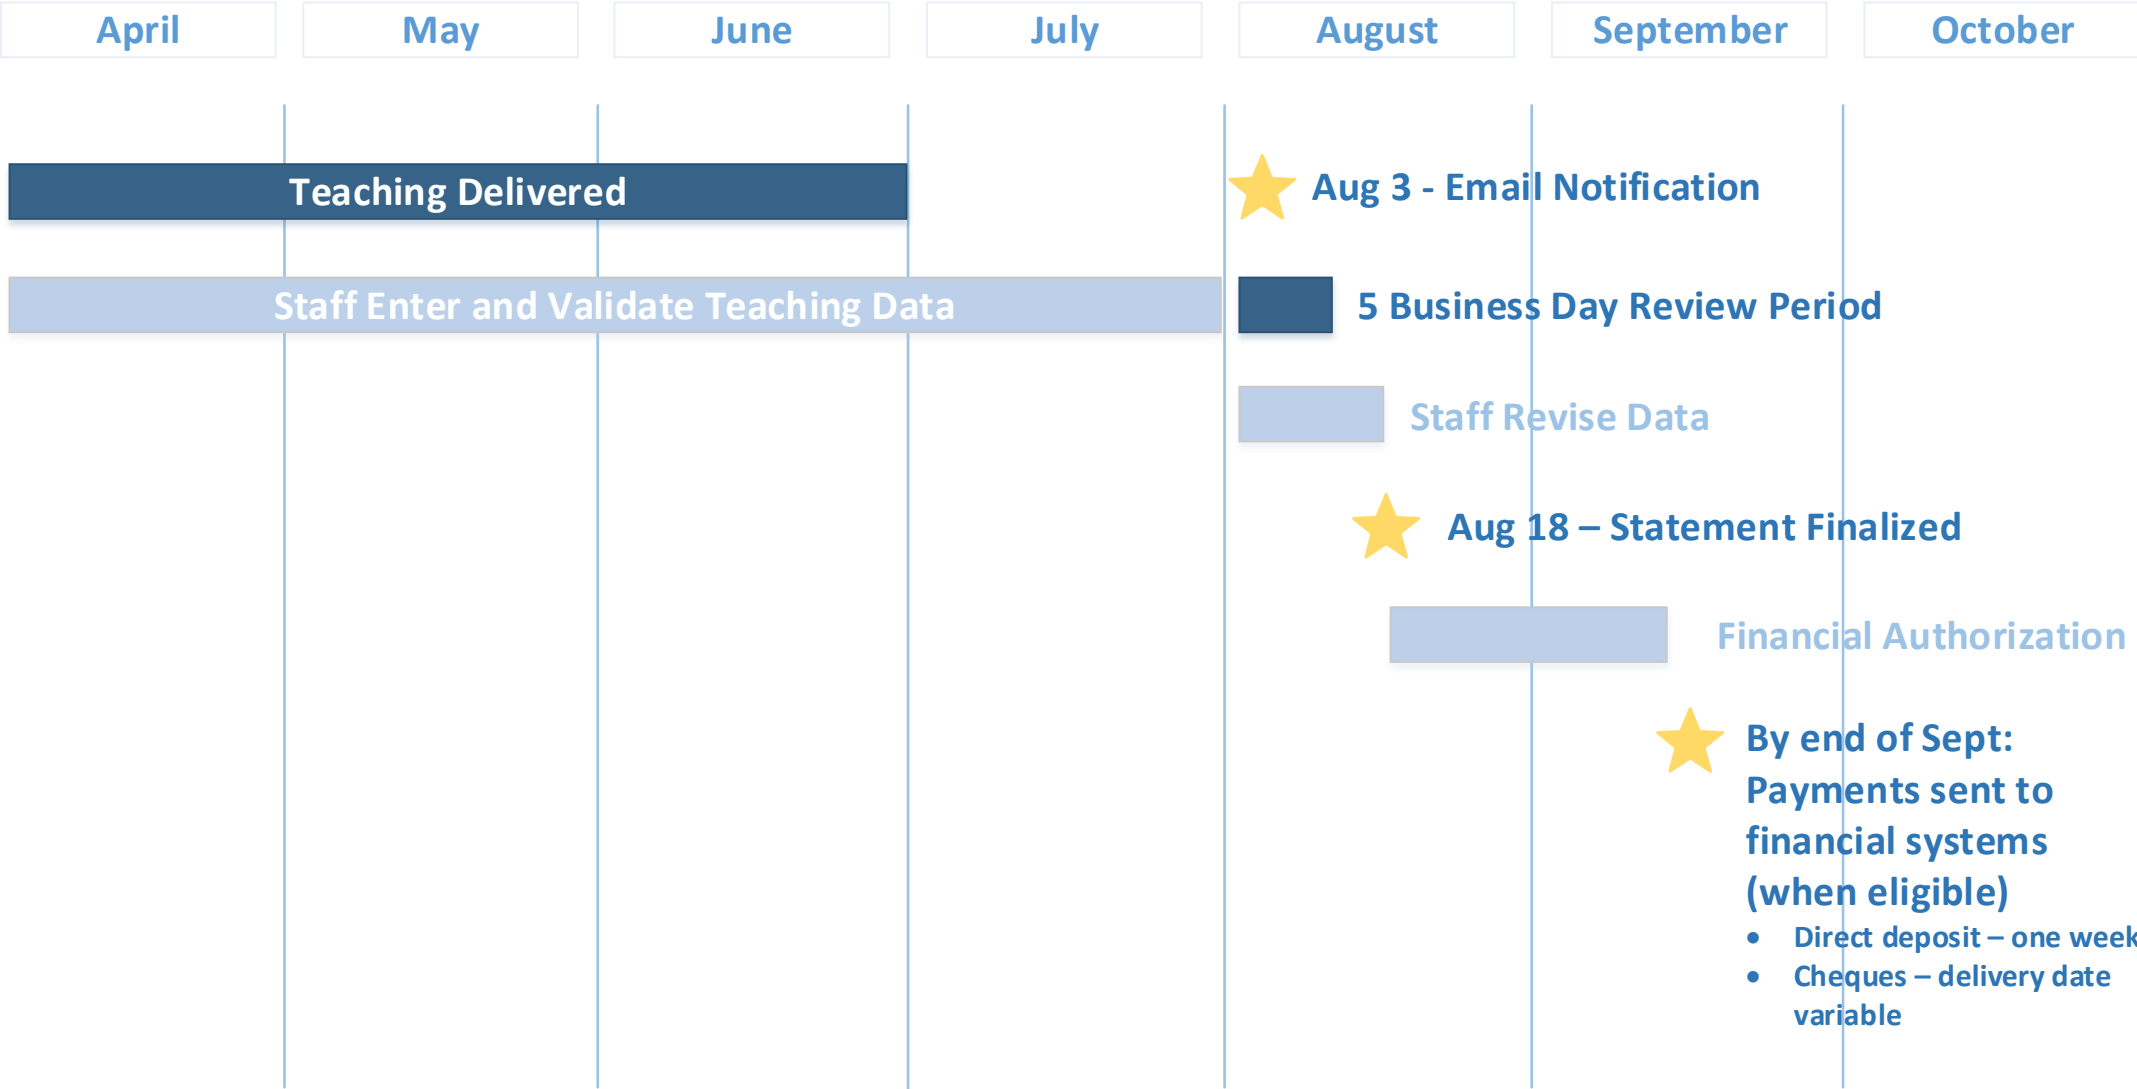 April
May
June
July
August
September
October
Teaching Delivered
Aug 3 - Email Notification
Staff Enter and Validate Teaching Data
5 Business Day Review Period
Staff Revise Data
Aug 18 – Statement Finalized
Financial Authorization
By end of Sept:
Payments sent to
financial systems
(when eligible)
• Direct deposit – one week
• Cheques – delivery date
variable